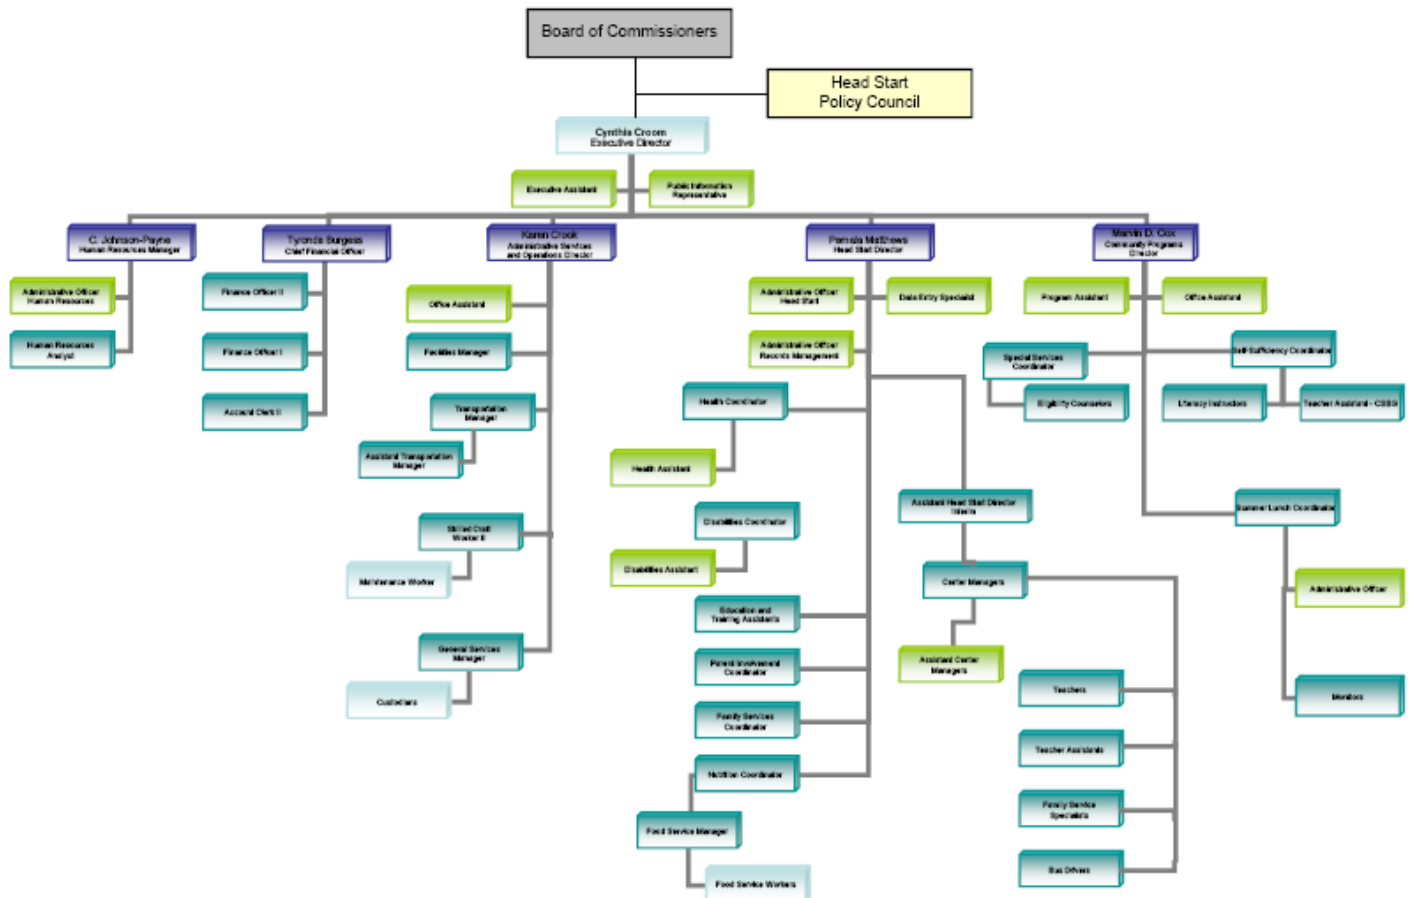 Board of Commissioners
Head Start
Policy Council
Cynthia Croom
Executive Director
Executive Assistant
Public Information
Representative
C. Johnson-Payne
Human Resources Manager
Tyronda Burgess
Chief Financial Officer
Karen Crook
Administrative Services
and Operations Director
Pamela Matthews
Head Start Director
Marvin D. Cox
Community Programs
Director
Administrative Officer
Human Resources
Human Resources
Analyst
Finance Officer II
Finance Officer I
Account Clerk II
Office Assistant
Facilities Manager
Transportation
Manager
Assistant Transportation
Manager
Skilled Craft
Worker II
Maintenance Worker
General Services
Manager
Custodians
Administrative Officer
Head Start
Data Entry Specialist
Administrative Officer
Records Management
Health Coordinator
Health Assistant
Disabilities Coordinator
Disabilities Assistant
Education and
Training Assistants
Parent Involvement
Coordinator
Family Services
Coordinator
Nutrition Coordinator
Food Service Manager
Food Service Workers
Assistant Head Start Director
Interim
Center Managers
Assistant Center
Managers
Teachers
Teacher Assistants
Family Service
Specialists
Bus Drivers
Program Assistant
Office Assistant
Special Services
Coordinator
Eligibility Counselors
Self Sufficiency Coordinator
Literacy Instructors
Teacher Assistant - CSBG
Summer Lunch Coordinator
Administrative Officer
Monitors